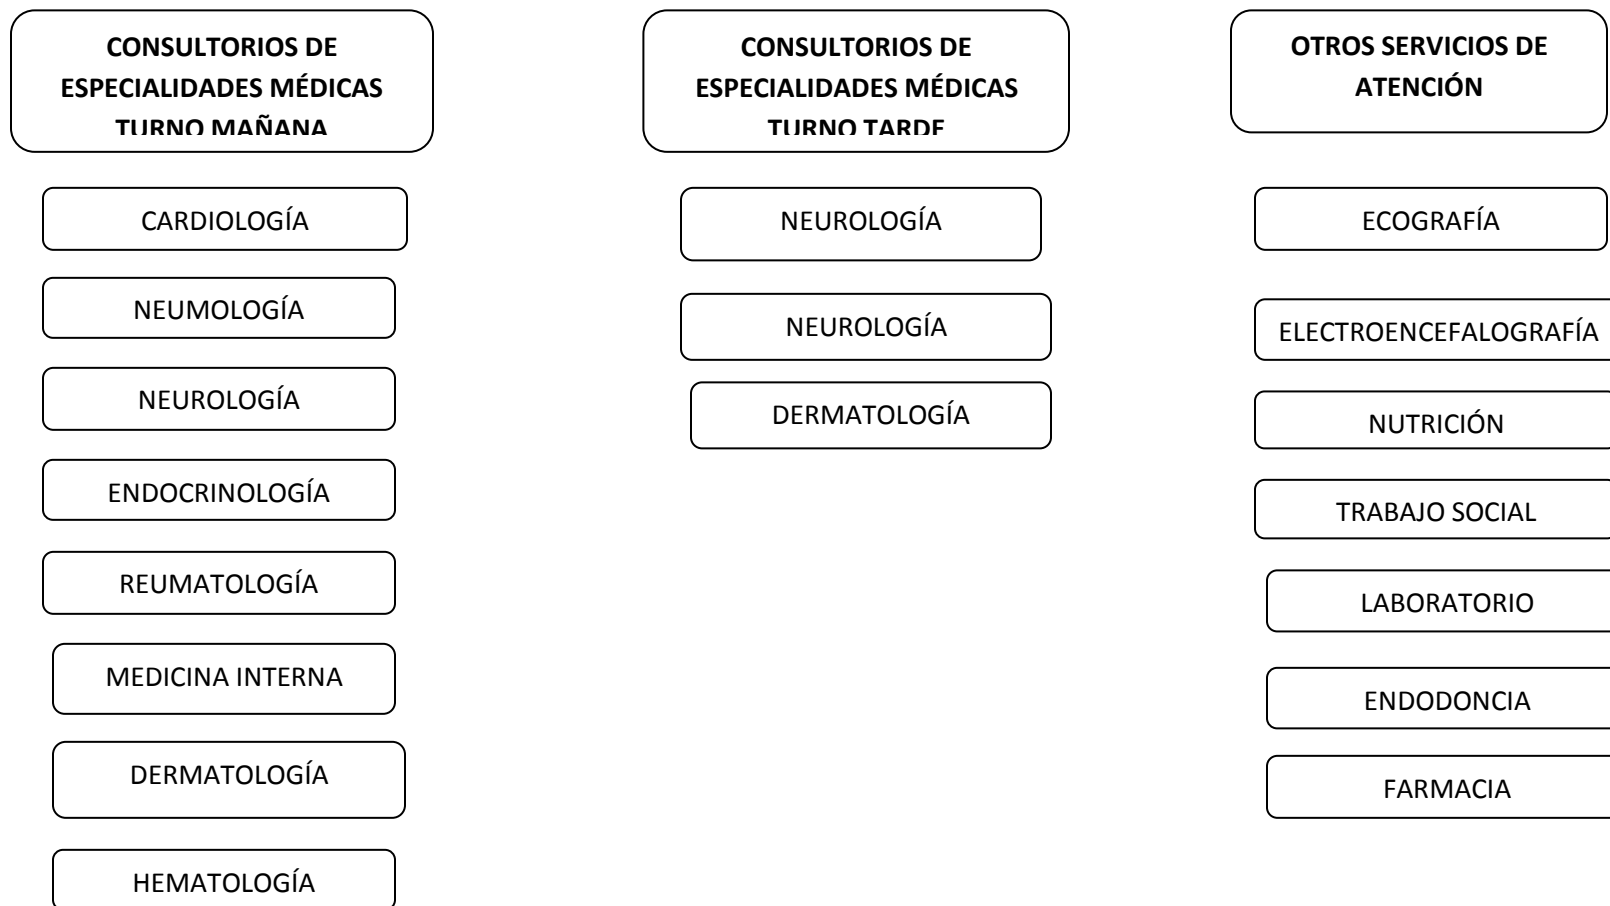 CONSULTORIOS DE
ESPECIALIDADES MÉDICAS
TURNO MAÑANA
CARDIOLOGÍA
NEUMOLOGÍA
NEUROLOGÍA
ENDOCRINOLOGÍA
REUMATOLOGÍA
MEDICINA INTERNA
DERMATOLOGÍA
HEMATOLOGÍA
CONSULTORIOS DE
ESPECIALIDADES MÉDICAS
TURNO TARDE
NEUROLOGÍA
NEUROLOGÍA
DERMATOLOGÍA
OTROS SERVICIOS DE
ATENCIÓN
ECOGRAFÍA
ELECTROENCEFALOGRAFÍA
NUTRICIÓN
TRABAJO SOCIAL
LABORATORIO
ENDODONCIA
FARMACIA